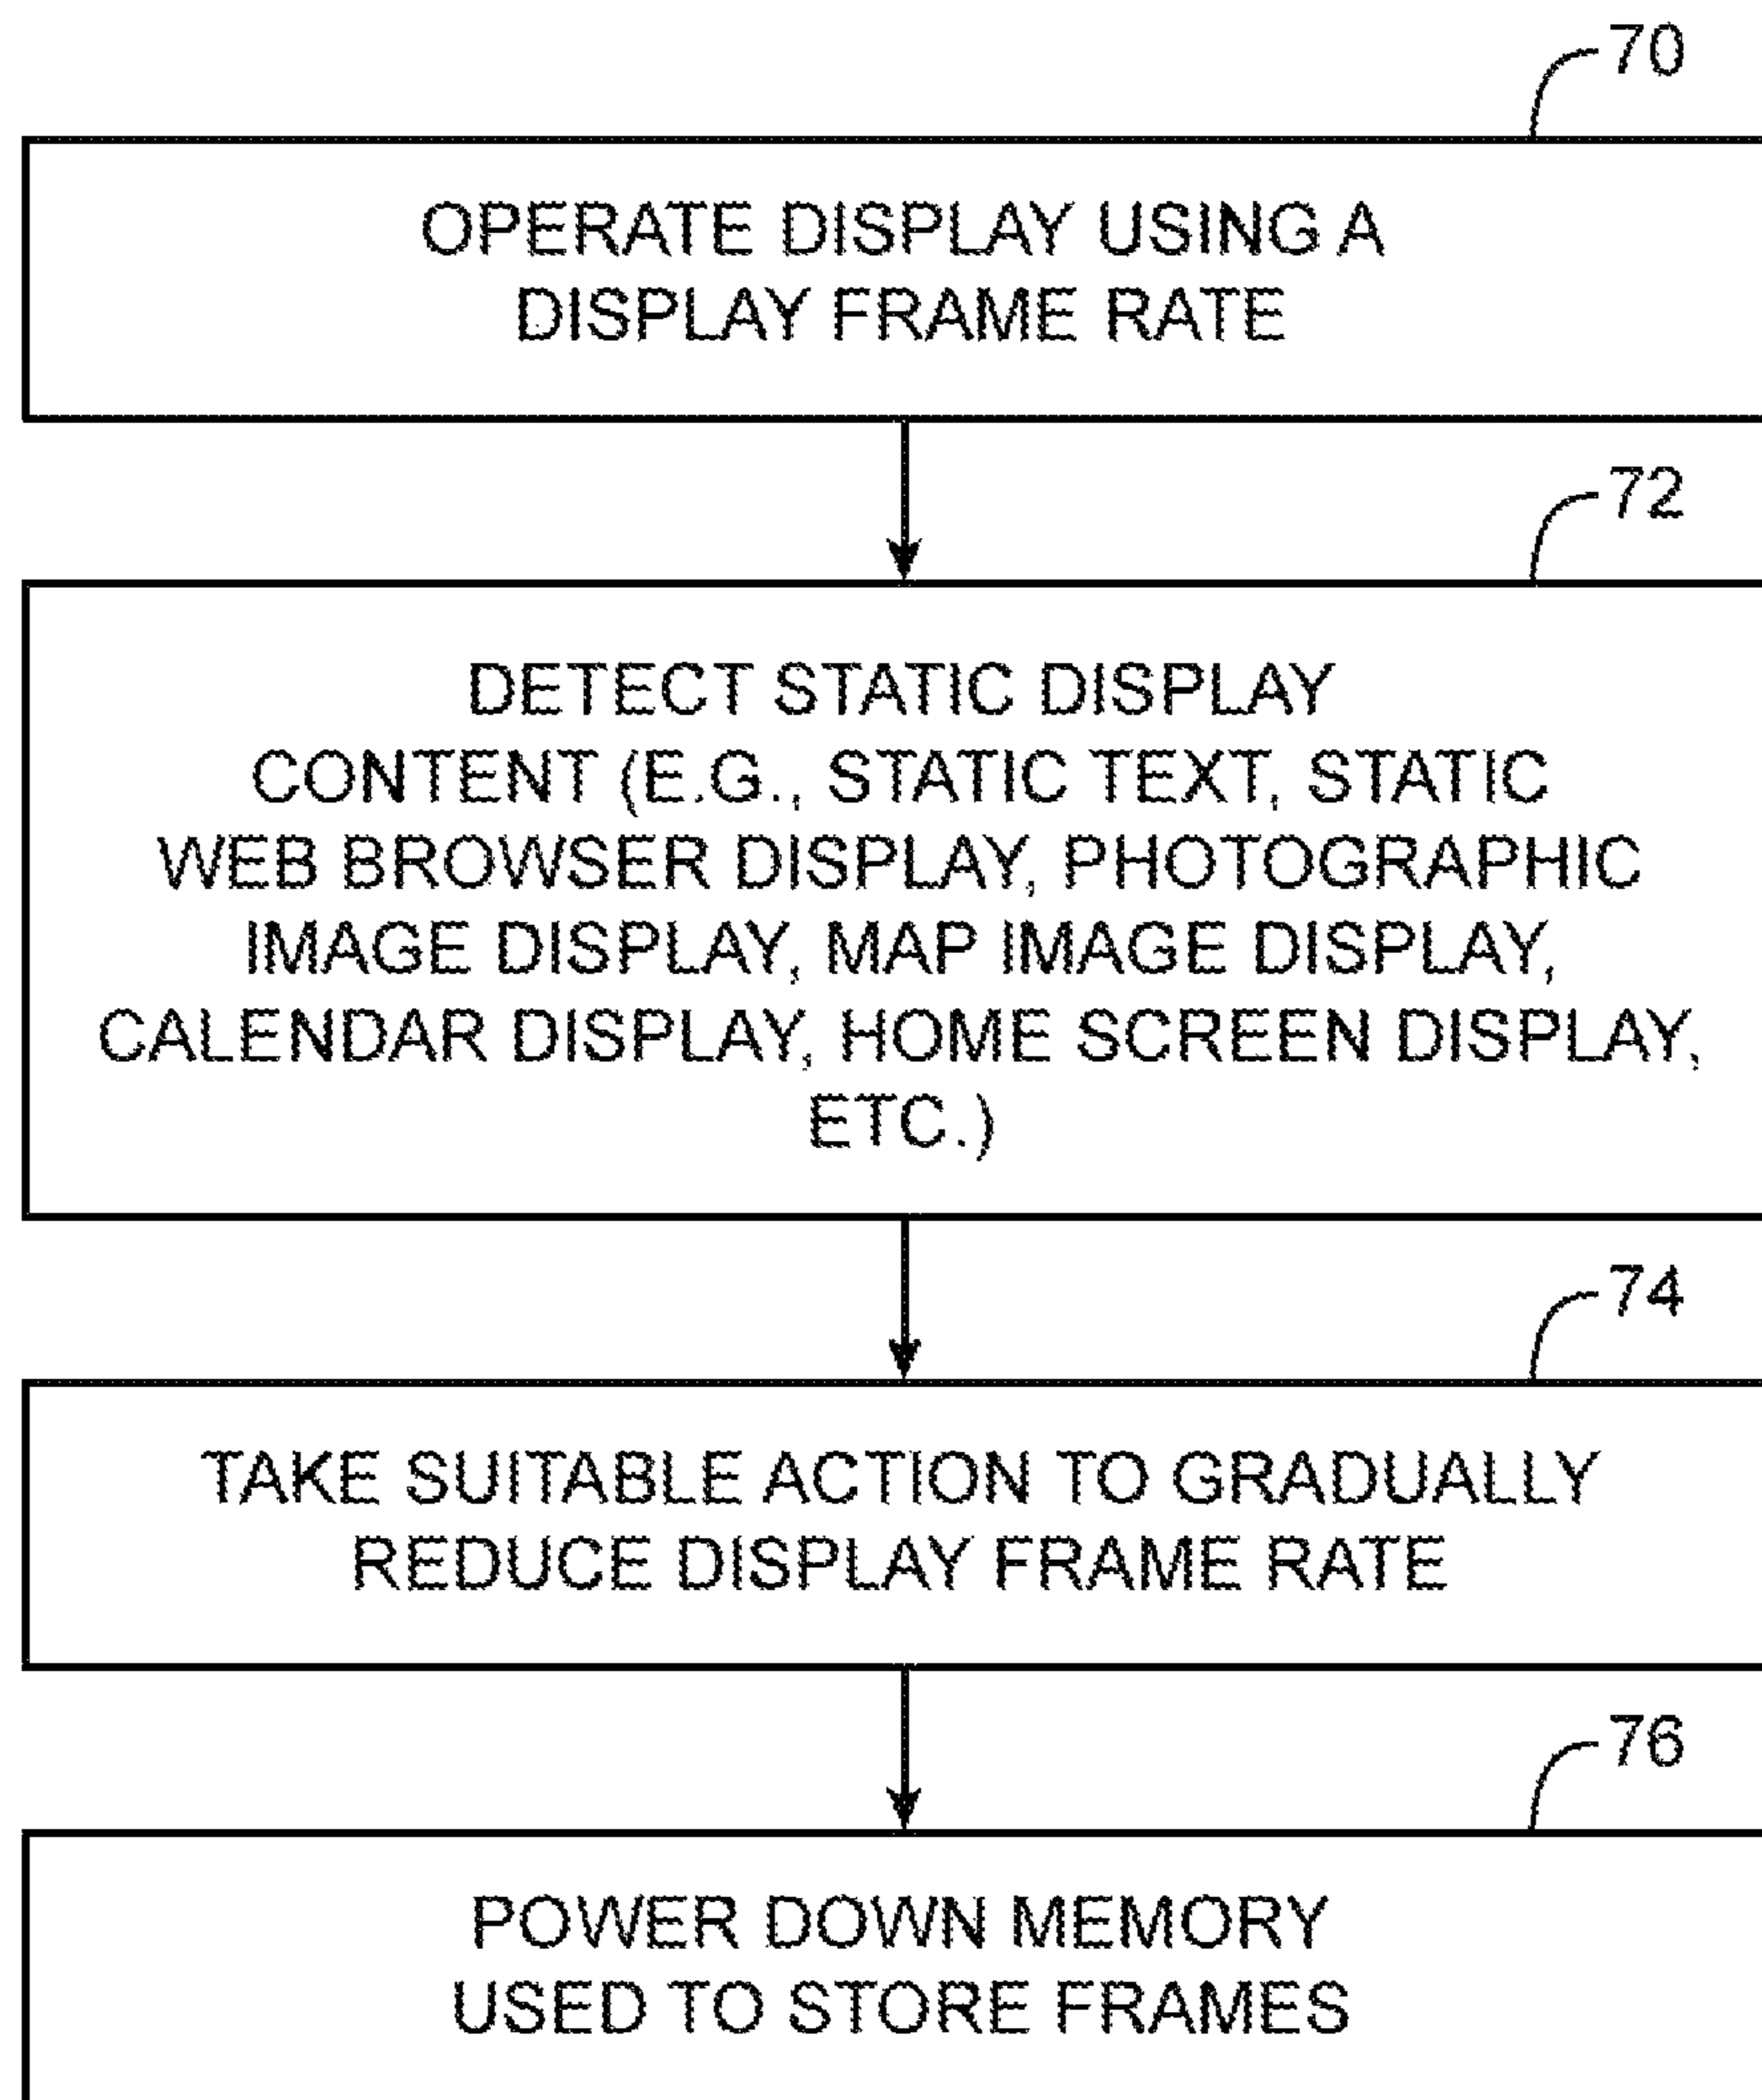 70
OPERATE DISPLAY USING A
DISPLAY FRAME RATE
72
DETECT STATIC DISPLAY
CONTENT (E.G., STATIC TEXT, STATIC
WEB BROWSER DISPLAY, PHOTOGRAPHIC
IMAGE DISPLAY, MAP IMAGE DISPLAY,
CALENDAR DISPLAY, HOME SCREEN DISPLAY,
ETC.)
74
TAKE SUITABLE ACTION TO GRADUALLY
REDUCE DISPLAY FRAME RATE
76
POWER DOWN MEMORY
USED TO STORE FRAMES